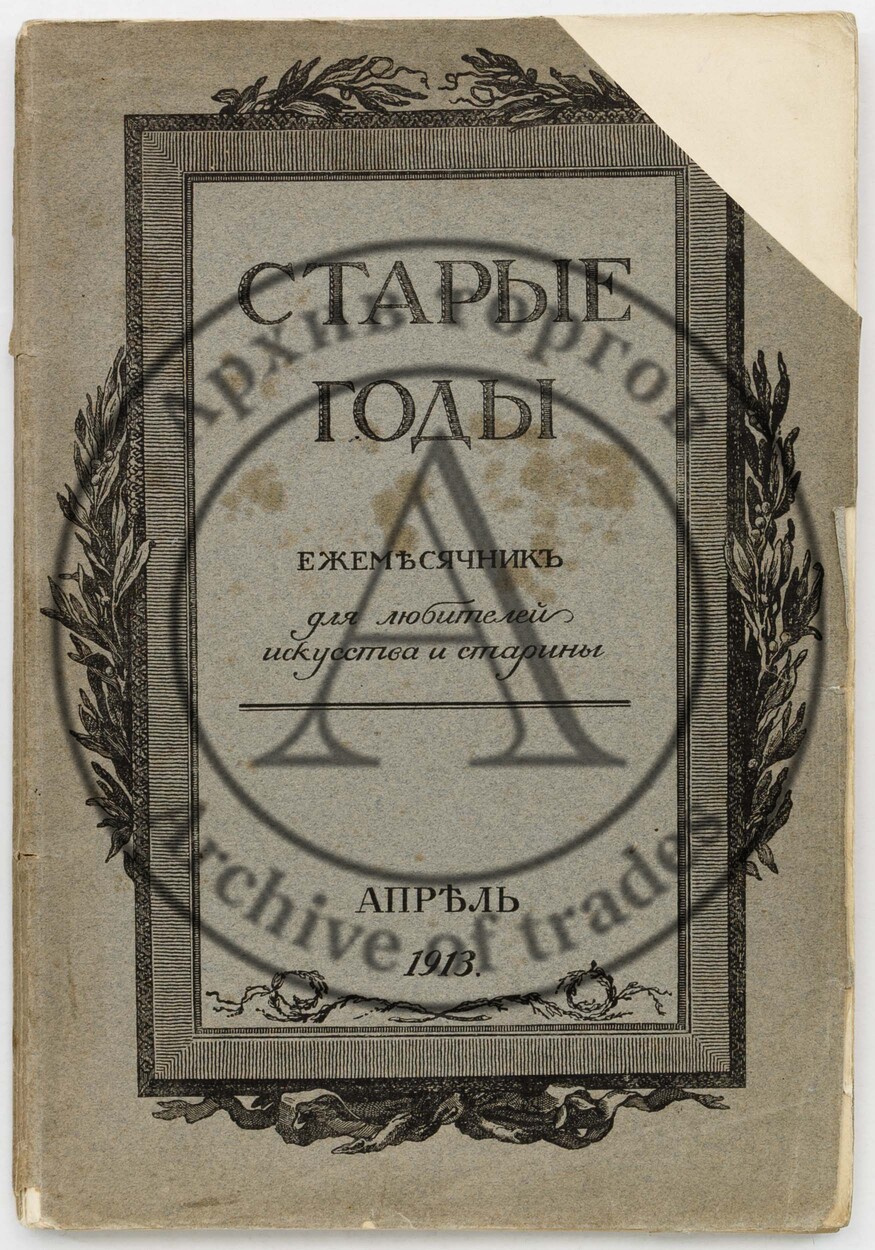 СТАРЫЕ
ГОДЫ
ЕЖЕМѢСЯЧНИКЪ
для любителей
искусства и старины
АПРѢЛЬ
1913.
Архив торгов
A
Archive of trades